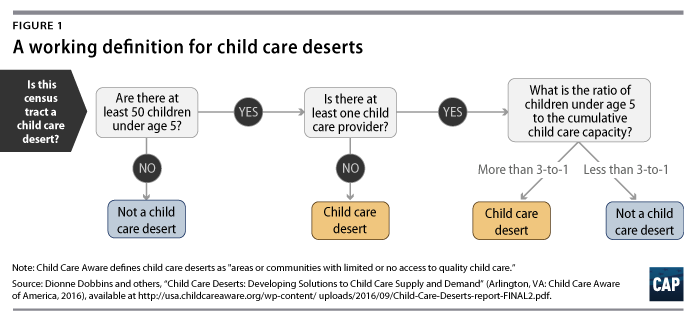 FIGURE 1
A working definition for child care deserts
Is this
census
tract a
child care
desert?
Are there at
least 50 children
under age 5?
YES
Is there at
least one child
care provider?
YES
What is the ratio of
children under age 5
to the cumulative
child care capacity?
NO
NO
More than 3-to-1
Less than 3-to-1
Not a child
care desert
Child care
desert
Child care
desert
Not a child
care desert
Note: Child Care Aware defines child care deserts as "areas or communities with limited or no access to quality child care."
Source: Dionne Dobbins and others, "Child Care Deserts: Developing Solutions to Child Care Supply and Demand" (Arlington, VA: Child Care Aware
of America, 2016), available at http://usa.childcareaware.org/wp-content/ uploads/2016/09/Child-Care-Deserts-report-FINAL2.pdf.
CAP